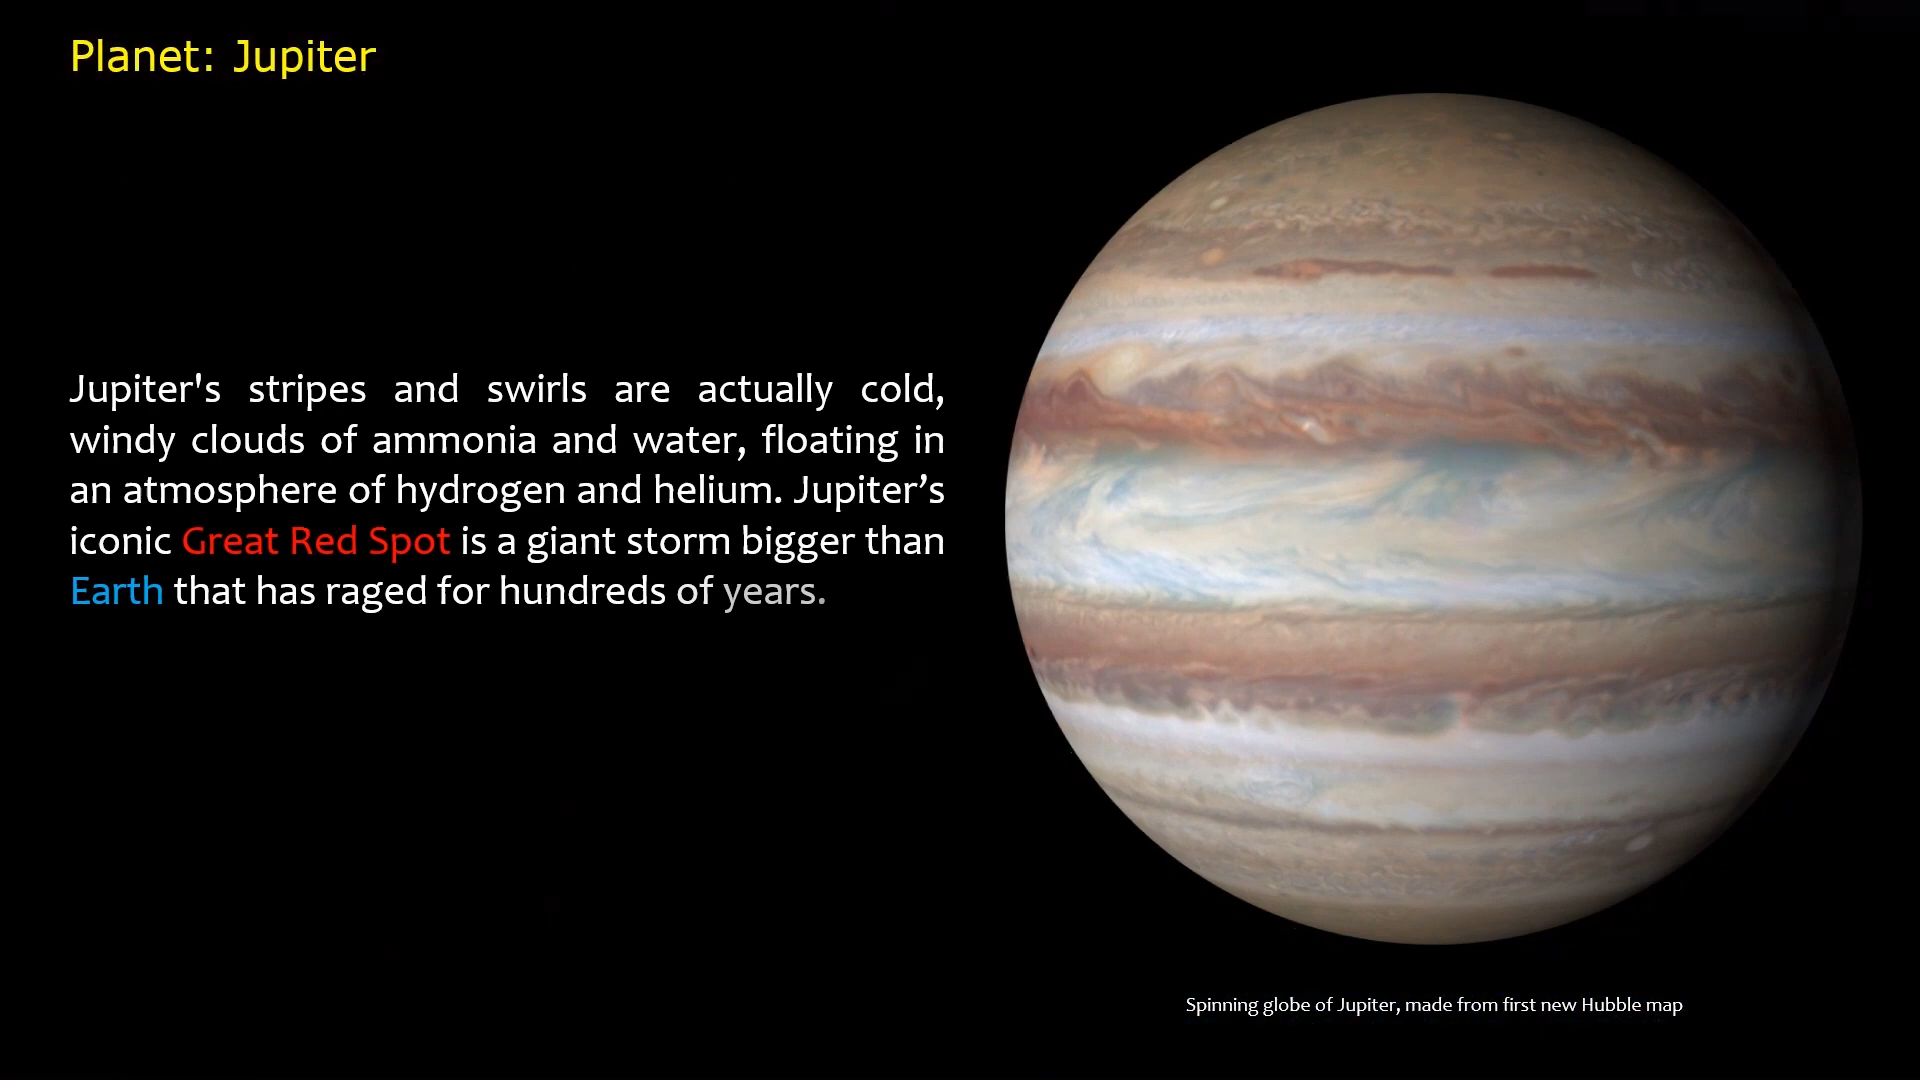 Planet: Jupiter
Jupiter's stripes and swirls are actually cold,
windy clouds of ammonia and water, floating in
an atmosphere of hydrogen and helium. Jupiter’s
iconic Great Red Spot is a giant storm bigger than
Earth that has raged for hundreds of years.
Spinning globe of Jupiter, made from first new Hubble map